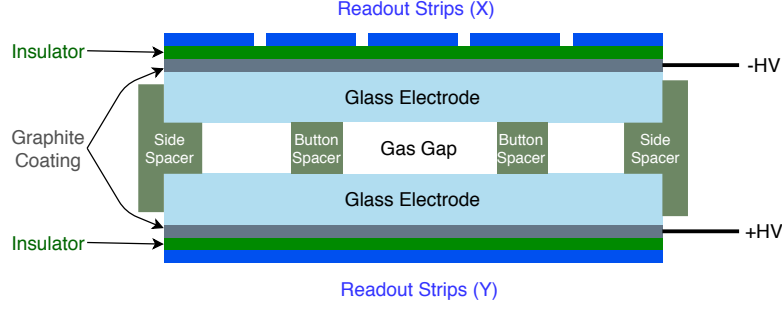 Readout Strips (X)
Insulator
-HV
Glass Electrode
Graphite
Coating
Side
Spacer
Button
Spacer
Gas Gap
Button
Spacer
Side
Spacer
Glass Electrode
+HV
Insulator
Readout Strips (Y)